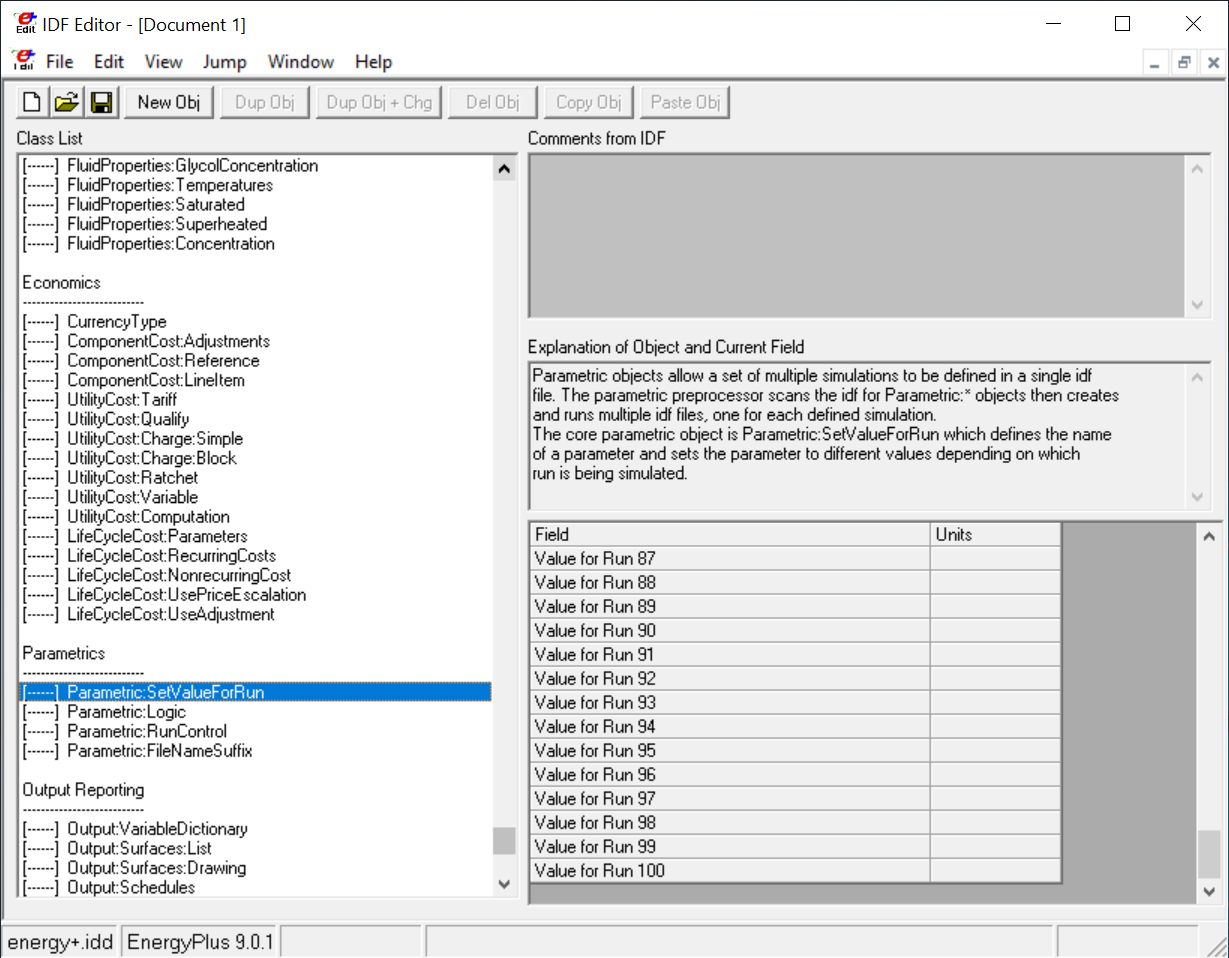 IDF Editor - [Document 1]
File Edit View Jump Window Help
New Obj Dup Obj Dup Obj + Chg Del Obj Copy Obj Paste Obj
Class List
[------] FluidProperties:GlycolConcentration
[------] FluidProperties:Temperatures
[------] FluidProperties:Saturated
[------] FluidProperties:Superheated
[------] FluidProperties:Concentration
Economics
--------------------------
[------] CurrencyType
[------] ComponentCost:Adjustments
[------] ComponentCost:Reference
[------] ComponentCost:LineItem
[------] UtilityCost:Tariff
[------] UtilityCost:Qualify
[------] UtilityCost:Charge:Simple
[------] UtilityCost:Charge:Block
[------] UtilityCost:Ratchet
[------] UtilityCost:Variable
[------] UtilityCost:Computation
[------] LifeCycleCost:Parameters
[------] LifeCycleCost:RecurringCosts
[------] LifeCycleCost:NonrecurringCost
[------] LifeCycleCost:UsePriceEscalation
[------] LifeCycleCost:UseAdjustment
Parametrics
--------------------------
[------] Parametric:SetValueForRun
[------] Parametric:Logic
[------] Parametric:RunControl
[------] Parametric:FileNameSuffix
Output Reporting
--------------------------
[------] Output:VariableDictionary
[------] Output:Surfaces:List
[------] Output:Surfaces:Drawing
[------] Output:Schedules
Comments from IDF
Explanation of Object and Current Field
Parametric objects allow a set of multiple simulations to be defined in a single idf
file. The parametric preprocessor scans the idf for Parametric:* objects then creates
and runs multiple idf files, one for each defined simulation.
The core parametric object is Parametric:SetValueForRun which defines the name
of a parameter and sets the parameter to different values depending on which
run is being simulated.
Field Units
Value for Run 87
Value for Run 88
Value for Run 89
Value for Run 90
Value for Run 91
Value for Run 92
Value for Run 93
Value for Run 94
Value for Run 95
Value for Run 96
Value for Run 97
Value for Run 98
Value for Run 99
Value for Run 100
energy+.idd EnergyPlus 9.0.1